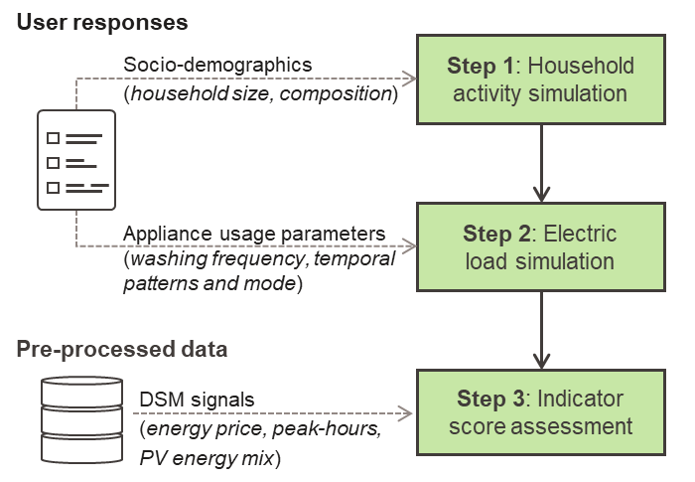 User responses
Socio-demographics
(household size, composition)
Step 1: Household
activity simulation
Appliance usage parameters
(washing frequency, temporal
patterns and mode)
Step 2: Electric
load simulation
Pre-processed data
DSM signals
(energy price, peak-hours,
PV energy mix)
Step 3: Indicator
score assessment